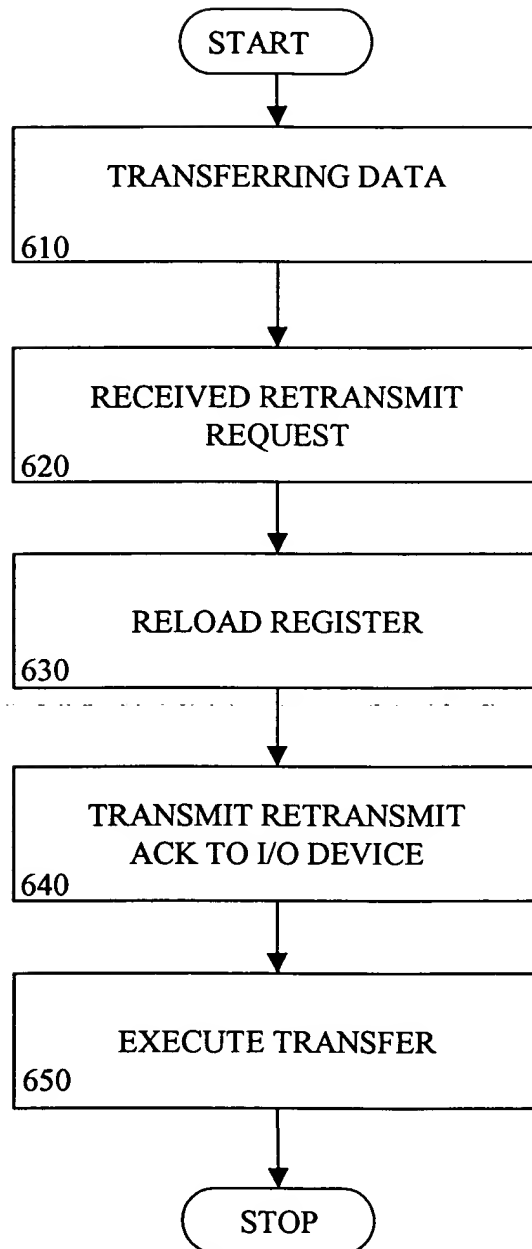 START
TRANSFERRING DATA
610
RECEIVED RETRANSMIT
REQUEST
620
RELOAD REGISTER
630
TRANSMIT RETRANSMIT
ACK TO I/O DEVICE
640
EXECUTE TRANSFER
650
STOP